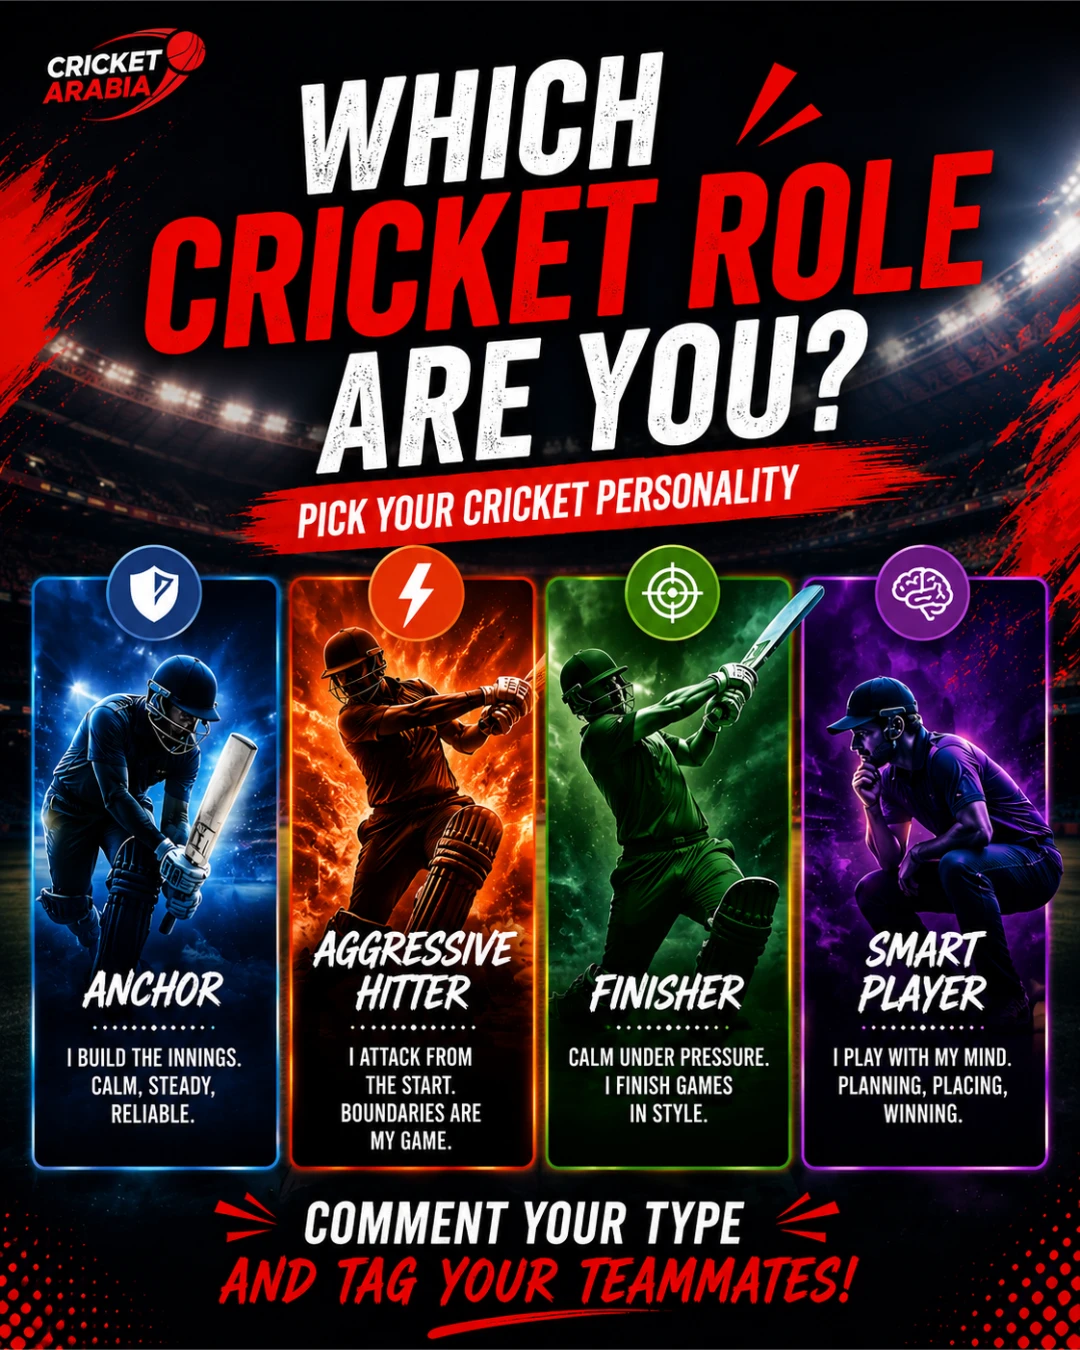 CRICKET
ARABIA
WHICH
CRICKET ROLE
ARE YOU?
PICK YOUR CRICKET PERSONALITY
ANCHOR
I BUILD THE INNINGS.
CALM, STEADY,
RELIABLE.
AGGRESSIVE
HITTER
I ATTACK FROM
THE START.
BOUNDARIES ARE
MY GAME.
FINISHER
CALM UNDER PRESSURE.
I FINISH GAMES
IN STYLE.
SMART
PLAYER
I PLAY WITH MY MIND.
PLANNING, PLACING,
WINNING.
COMMENT YOUR TYPE
AND TAG YOUR TEAMMATES!